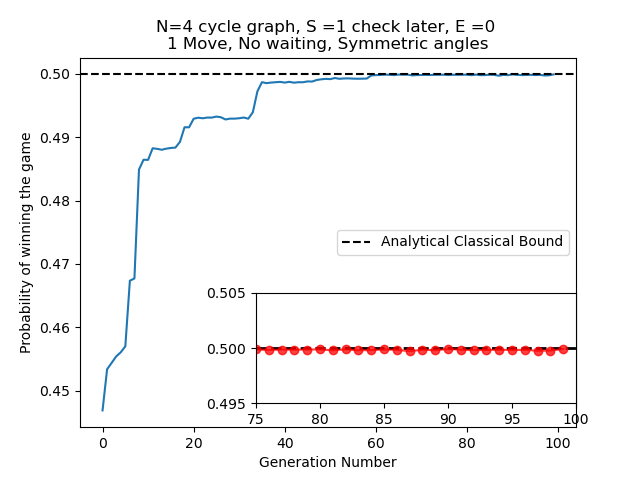 N=4 cycle graph, S =1 check later, E =0
1 Move, No waiting, Symmetric angles
Probability of winning the game
0.50
0.49
0.48
0.47
0.46
0.45
Analytical Classical Bound
0.505
0.500
0.495
75 80 85 90 95 100
0 20 40 60 80 100
Generation Number